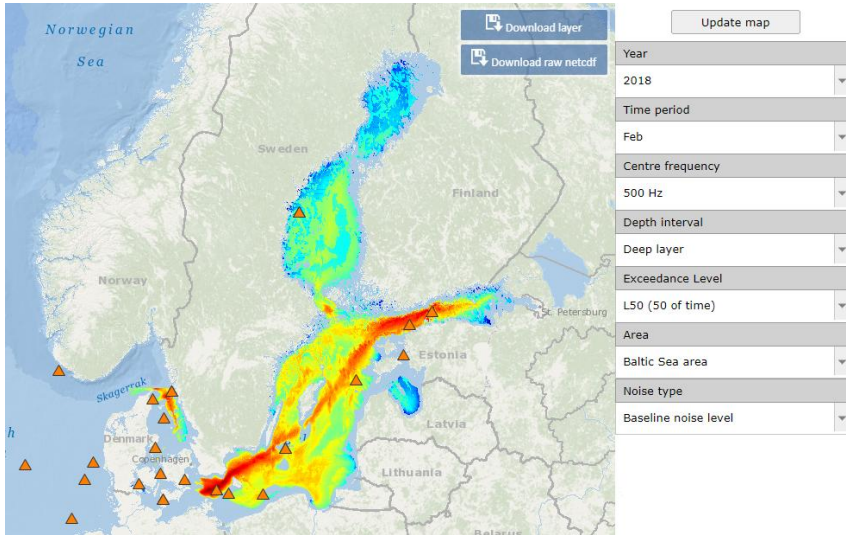 Norwegian
Sea
Download layer
Download raw netcdf
Sweden
Finland
Norway
St. Petersburg
Estonia
Skagerrak
Latvia
Denmark
Copenhagen
Lithuania
Belarus
Update map
Year
2018
Time period
Feb
Centre frequency
500 Hz
Depth interval
Deep layer
Exceedance Level
L50 (50 of time)
Area
Baltic Sea area
Noise type
Baseline noise level